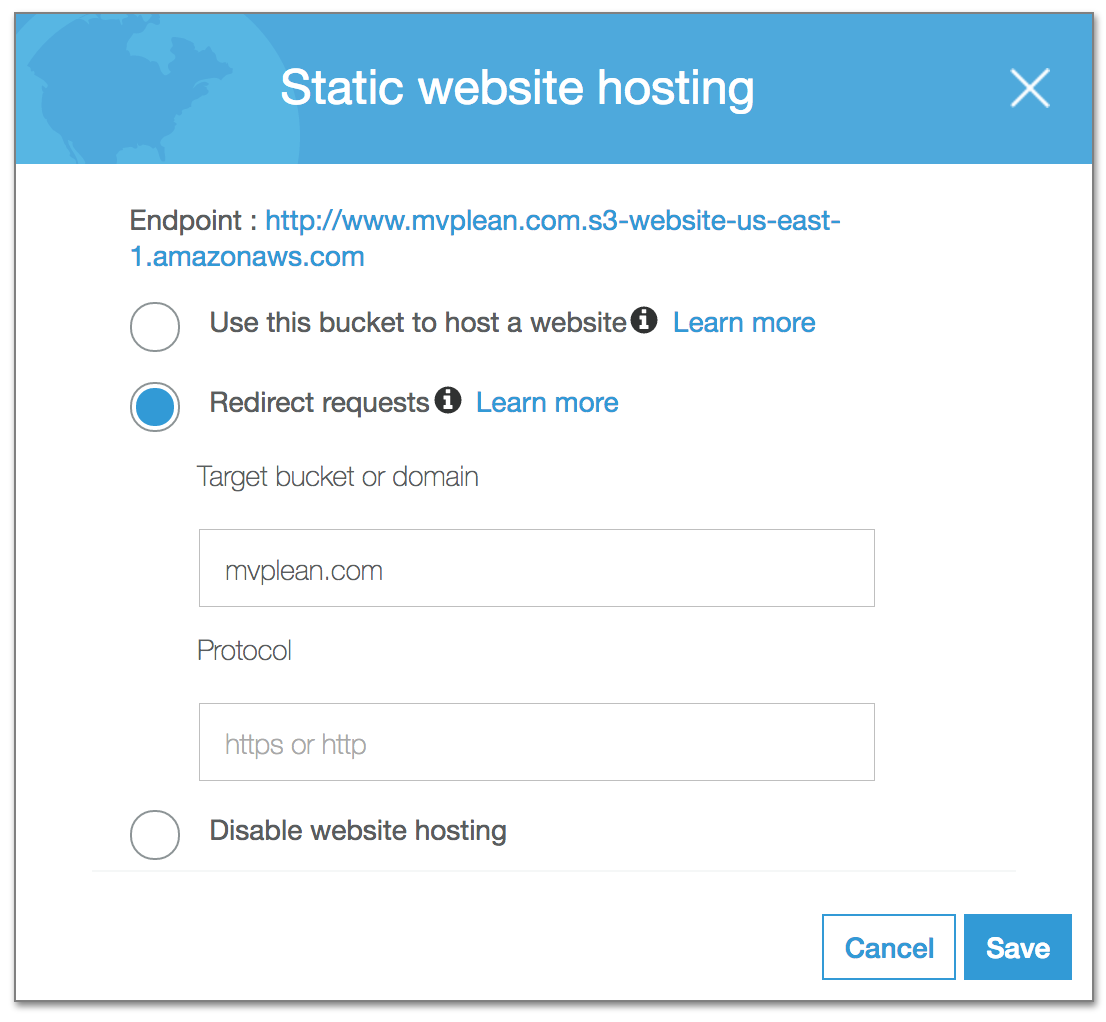 Static website hosting
Endpoint : http://www.mvplean.com.s3-website-us-east-
1.amazonaws.com
Use this bucket to host a website Learn more
Redirect requests Learn more
Target bucket or domain
mvplean.com
Protocol
https or http
Disable website hosting
Cancel Save